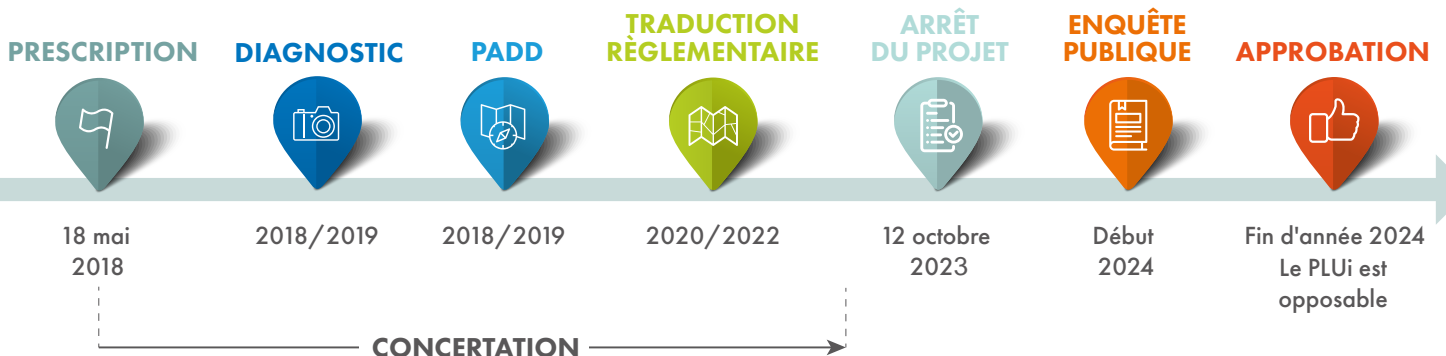 PRESCRIPTION
18 mai
2018
DIAGNOSTIC
2018/2019
PADD
2018/2019
TRADUCTION
RÈGLEMENTAIRE
2020/2022
ARRÊT
DU PROJET
12 octobre
2023
ENQUÊTE
PUBLIQUE
Début
2024
APPROBATION
Fin d'année 2024
Le PLUi est
opposable
CONCERTATION